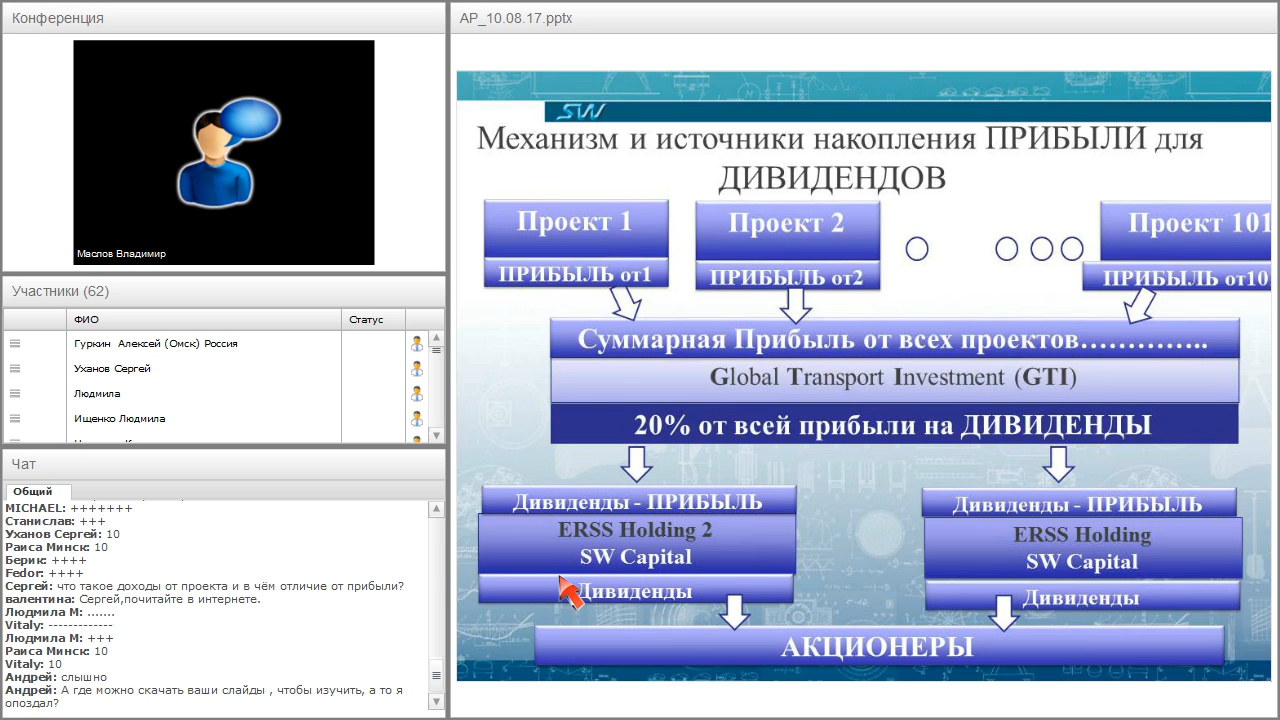 Конференция
Маслов Владимир
Участники (62)
ФИО
Статус
Гуркин Алексей (Омск) Россия
Уханов Сергей
Людмила
Ищенко Людмила
Чат
Общий
MICHAEL: +++++++
Станислав: +++
Уханов Сергей: 10
Раиса Минск: 10
Берик: ++++
Fedor: ++++
Сергей: что такое доходы от проекта и в чём отличие от прибыли?
валентина: Сергей,почитайте в интернете.
Людмила М: .......
Vitaly: -------------
Людмила М: +++
Раиса Минск: 10
Vitaly: 10
Андрей: слышно
Андрей: А где можно скачать ваши слайды , чтобы изучить, а то я
опоздал?
AP_10.08.17.pptx
SW
Механизм и источники накопления ПРИБЫЛИ для
ДИВИДЕНДОВ
Проект 1
ПРИБЫЛЬ от1
Проект 2
ПРИБЫЛЬ от2
Проект 101
ПРИБЫЛЬ от10
Суммарная Прибыль от всех проектов…………..
Global Transport Investment (GTI)
20% от всей прибыли на ДИВИДЕНДЫ
Дивиденды - ПРИБЫЛЬ
ERSS Holding 2
SW Capital
Дивиденды
Дивиденды - ПРИБЫЛЬ
ERSS Holding
SW Capital
Дивиденды
АКЦИОНЕРЫ